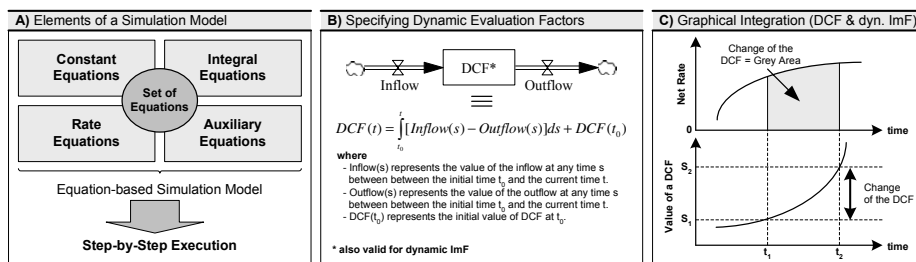 A) Elements of a Simulation Model
Constant
Equations
Integral
Equations
Set of
Equations
Rate
Equations
Auxiliary
Equations
Equation-based Simulation Model
Step-by-Step Execution
B) Specifying Dynamic Evaluation Factors
Inflow
DCF*
Outflow
DCF(t) = ∫[Inflow(s) − Outflow(s)]ds + DCF(t₀)
t
t₀
where
- Inflow(s) represents the value of the inflow at any time s
between between the initial time t₀ and the current time t.
- Outflow(s) represents the value of the outflow at any time s
between between the initial time t₀ and the current time t.
- DCF(t₀) represents the initial value of DCF at t₀.
* also valid for dynamic ImF
C) Graphical Integration (DCF & dyn. ImF)
Net Rate
Change of the
DCF = Grey Area
0
time
Value of a DCF
S₂
S₁
Change
of the DCF
t₁
t₂
time